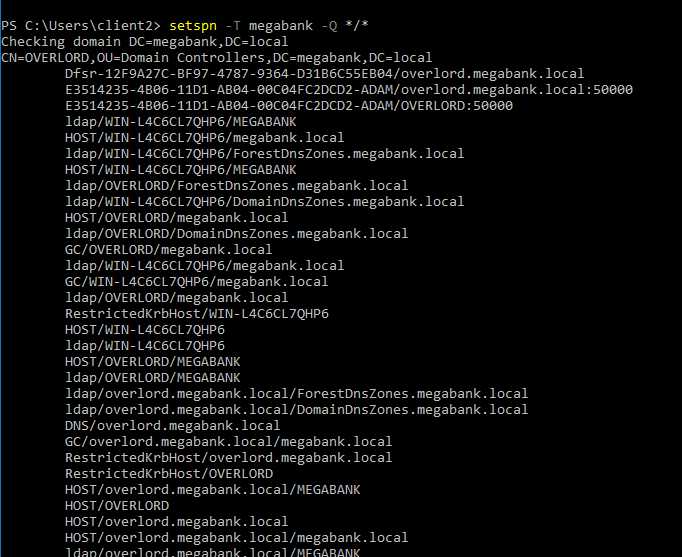 PS C:\Users\client2> setspn -T megabank -Q */*
Checking domain DC=megabank,DC=local
CN=OVERLORD,OU=Domain Controllers,DC=megabank,DC=local
Dfsr-12F9A27C-BF97-4787-9364-D31B6C55EB04/overlord.megabank.local
E3514235-4B06-11D1-AB04-00C04FC2DCD2-ADAM/overlord.megabank.local:50000
E3514235-4B06-11D1-AB04-00C04FC2DCD2-ADAM/OVERLORD:50000
ldap/WIN-L4C6CL7QHP6/MEGABANK
HOST/WIN-L4C6CL7QHP6/megabank.local
ldap/WIN-L4C6CL7QHP6/ForestDnsZones.megabank.local
HOST/WIN-L4C6CL7QHP6/MEGABANK
ldap/OVERLORD/ForestDnsZones.megabank.local
ldap/WIN-L4C6CL7QHP6/DomainDnsZones.megabank.local
HOST/OVERLORD/megabank.local
ldap/OVERLORD/DomainDnsZones.megabank.local
GC/OVERLORD/megabank.local
ldap/WIN-L4C6CL7QHP6/megabank.local
GC/WIN-L4C6CL7QHP6/megabank.local
ldap/OVERLORD/megabank.local
RestrictedKrbHost/WIN-L4C6CL7QHP6
HOST/WIN-L4C6CL7QHP6
ldap/WIN-L4C6CL7QHP6
HOST/OVERLORD/MEGABANK
ldap/OVERLORD/MEGABANK
ldap/overlord.megabank.local/ForestDnsZones.megabank.local
ldap/overlord.megabank.local/DomainDnsZones.megabank.local
DNS/overlord.megabank.local
GC/overlord.megabank.local/megabank.local
RestrictedKrbHost/overlord.megabank.local
RestrictedKrbHost/OVERLORD
HOST/overlord.megabank.local/MEGABANK
HOST/OVERLORD
HOST/overlord.megabank.local
HOST/overlord.megabank.local/megabank.local
ldap/overlord.megabank.local/MEGABANK